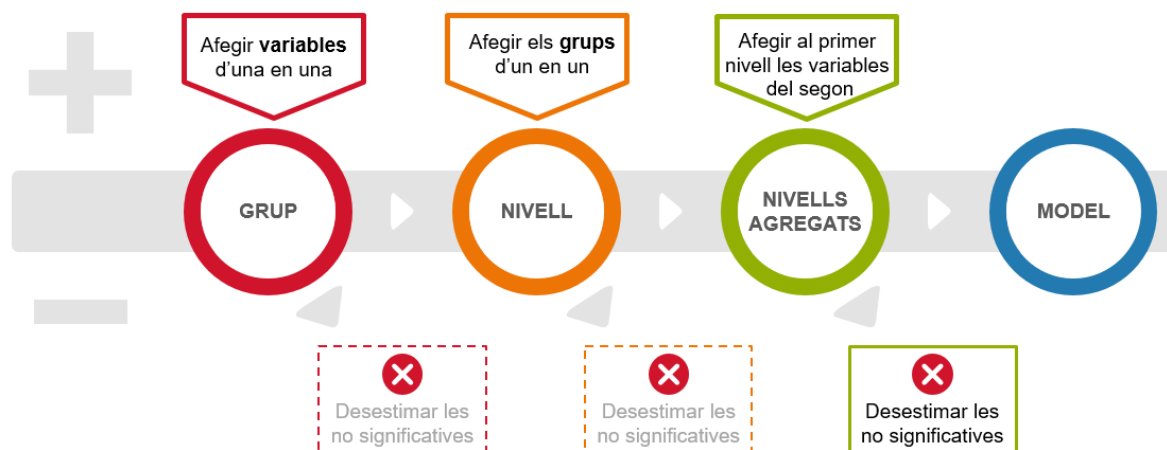 Afegir variables
d'una en una
Afegir els grups
d'un en un
Afegir al primer
nivell les variables
del segon
GRUP
NIVELL
NIVELLS
AGREGATS
MODEL
Desestimar les
no significatives
Desestimar les
no significatives
Desestimar les
no significatives